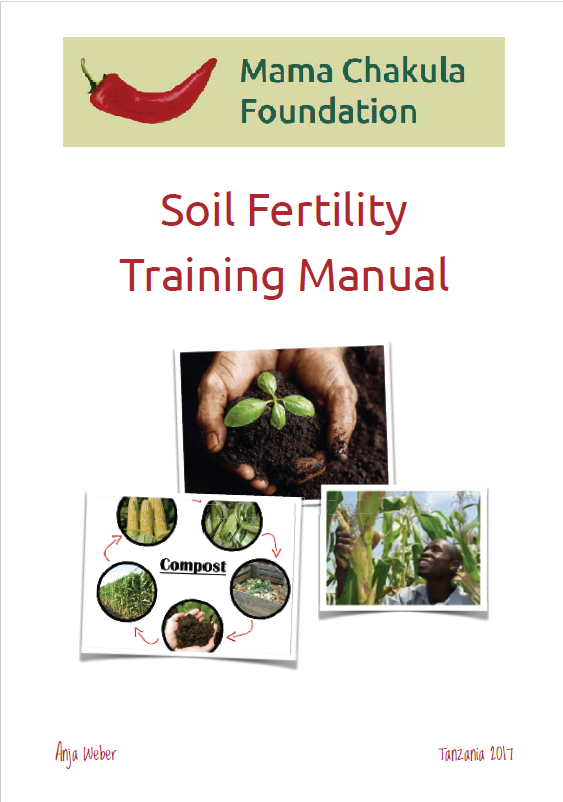 Mama Chakula
Foundation
Soil Fertility
Training Manual
Compost
Anja Weber
Tanzania 2017